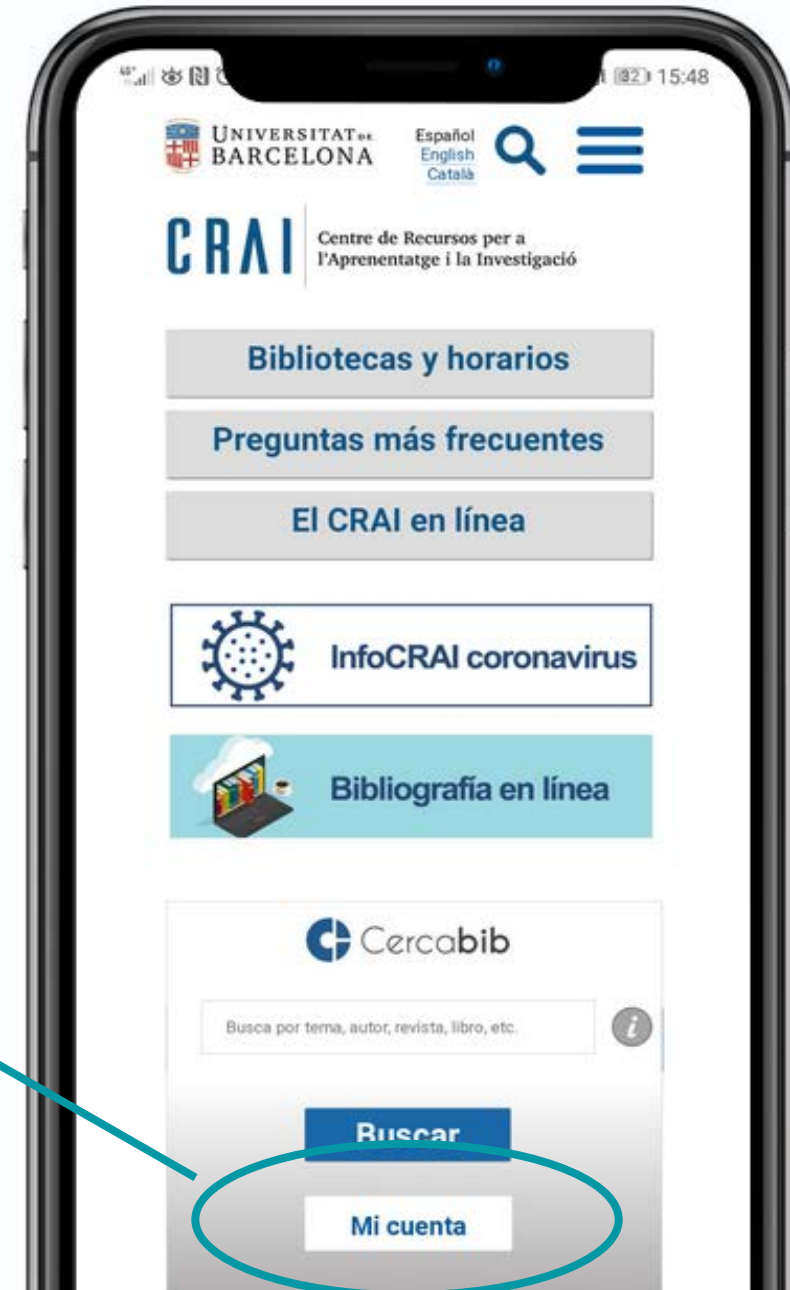 82 15:48
UNIVERSITAT DE
BARCELONA
Español
English
Català
CRAI
Centre de Recursos per a
l'Aprenentatge i la Investigació
Bibliotecas y horarios
Preguntas más frecuentes
El CRAI en línea
InfoCRAI coronavirus
Bibliografía en línea
Cercabib
Busca por tema, autor, revista, libro, etc.
i
Buscar
Mi cuenta